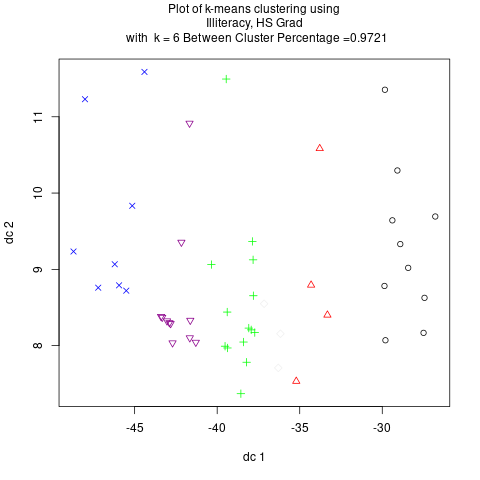 Plot of k-means clustering using
Illiteracy, HS Grad
with k = 6 Between Cluster Percentage =0.9721
11
10
9
8
dc 2
-45
-40
-35
-30
dc 1